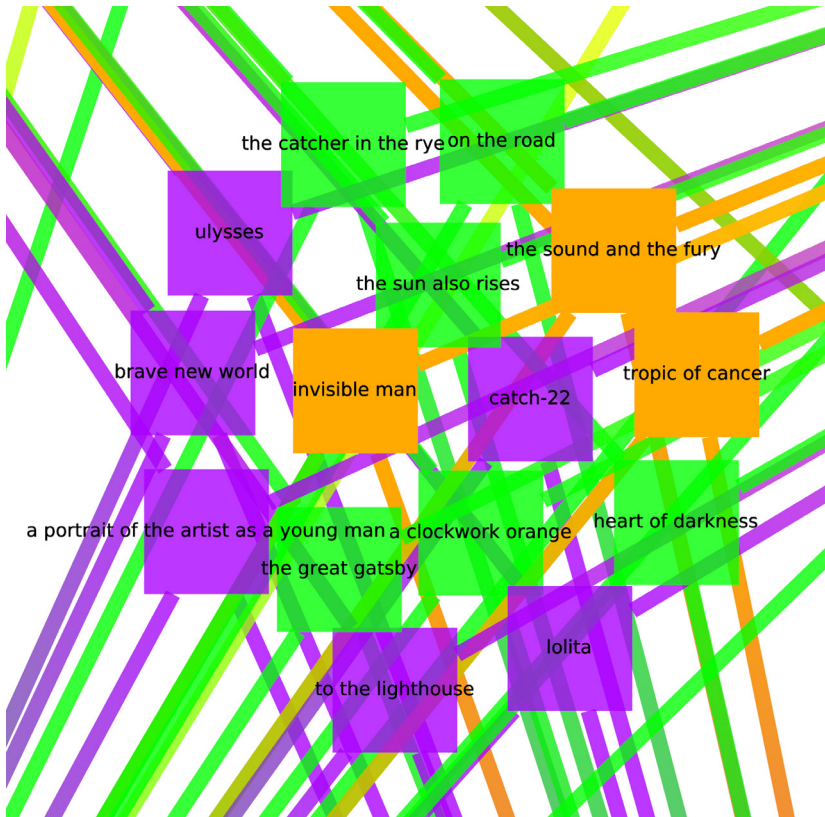 the catcher in the rye
on the road
ulysses
the sound and the fury
the sun also rises
brave new world
tropic of cancer
invisible man
catch-22
heart of darkness
a portrait of the artist as a young man
a clockwork orange
the great gatsby
lolita
to the lighthouse